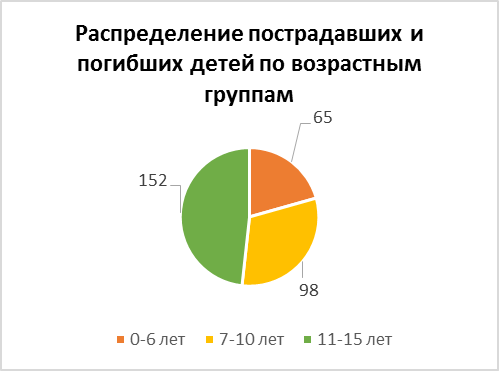 Распределение пострадавших и
погибших детей по возрастным
группам
65
152
98
0-6 лет 7-10 лет 11-15 лет